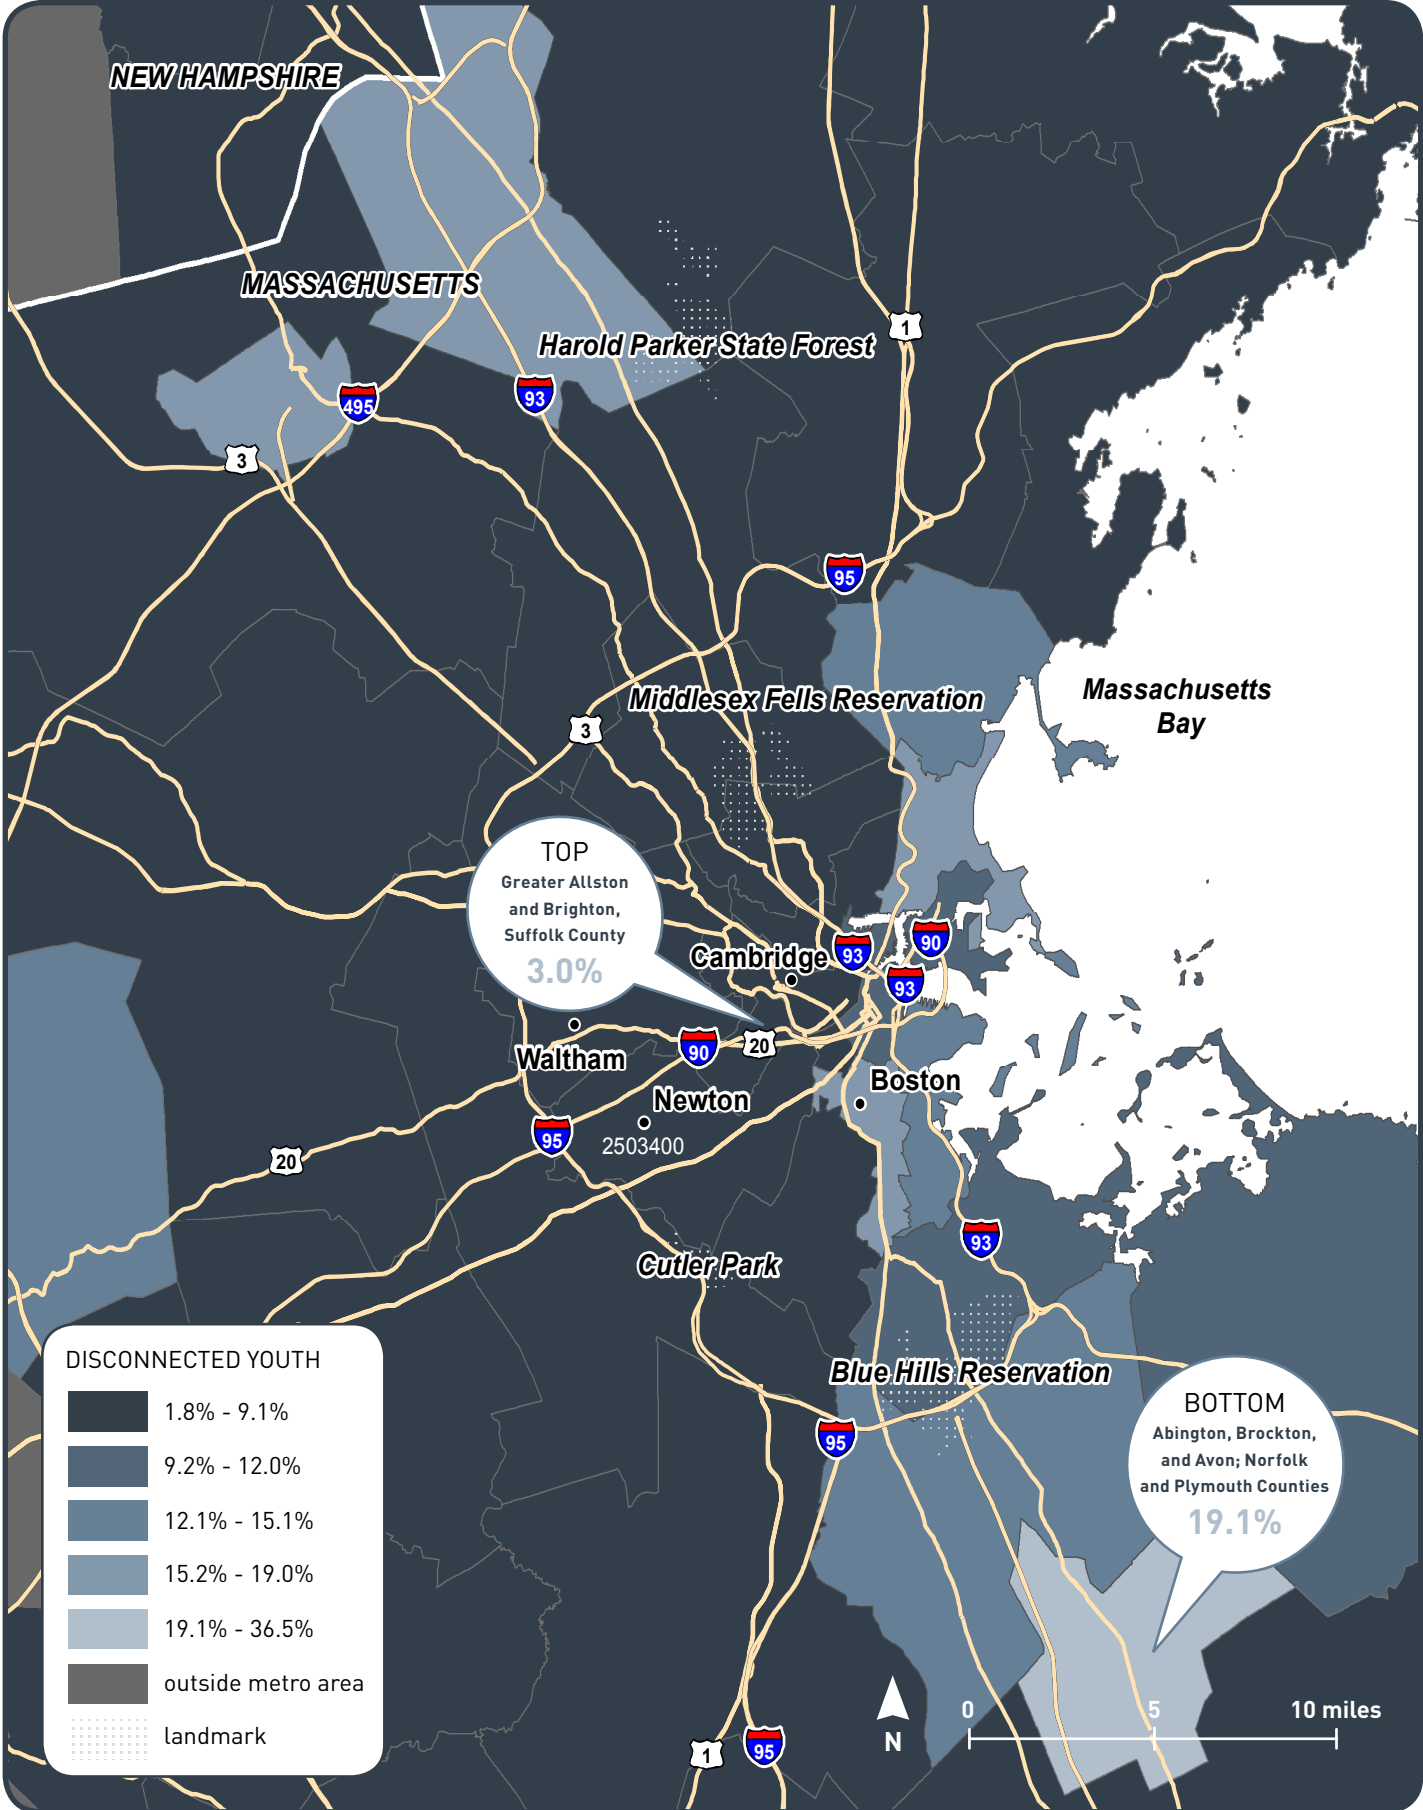 NEW HAMPSHIRE
MASSACHUSETTS
Harold Parker State Forest
1
495
93
3
95
Massachusetts
Bay
Middlesex Fells Reservation
3
TOP
Greater Allston
and Brighton,
Suffolk County
3.0%
Cambridge
93
90
93
Waltham
90
20
Boston
Newton
95
2503400
20
93
Cutler Park
Blue Hills Reservation
95
BOTTOM
Abington, Brockton,
and Avon; Norfolk
and Plymouth Counties
19.1%
DISCONNECTED YOUTH
1.8% - 9.1%
9.2% - 12.0%
12.1% - 15.1%
15.2% - 19.0%
19.1% - 36.5%
outside metro area
landmark
N
0 5 10 miles
1
95